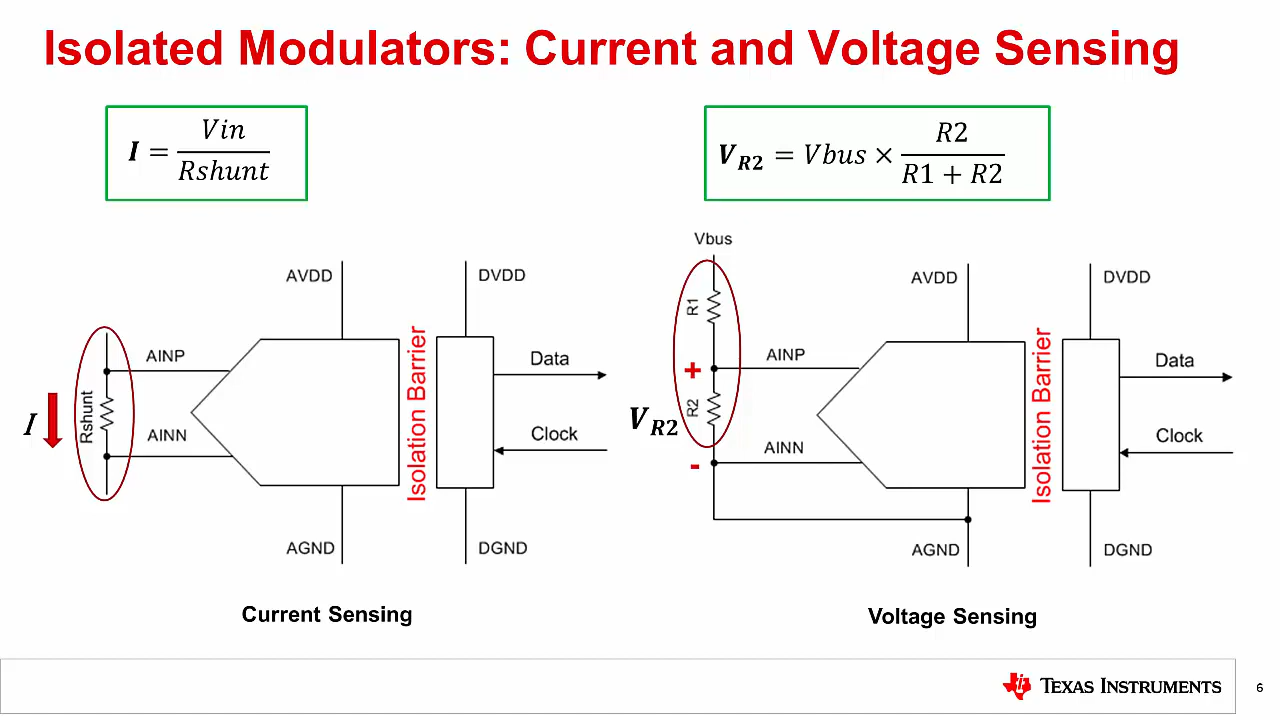 Isolated Modulators: Current and Voltage Sensing
I = Vin / Rshunt
V_R2 = Vbus × R2 / R1 + R2
AVDD
DVDD
AINP
Rshunt
I
AINN
Isolation Barrier
Data
Clock
AGND
DGND
Current Sensing
Vbus
R1
AVDD
DVDD
AINP
+
R2
V_R2
-
AINN
Isolation Barrier
Data
Clock
AGND
DGND
Voltage Sensing
TEXAS INSTRUMENTS
6